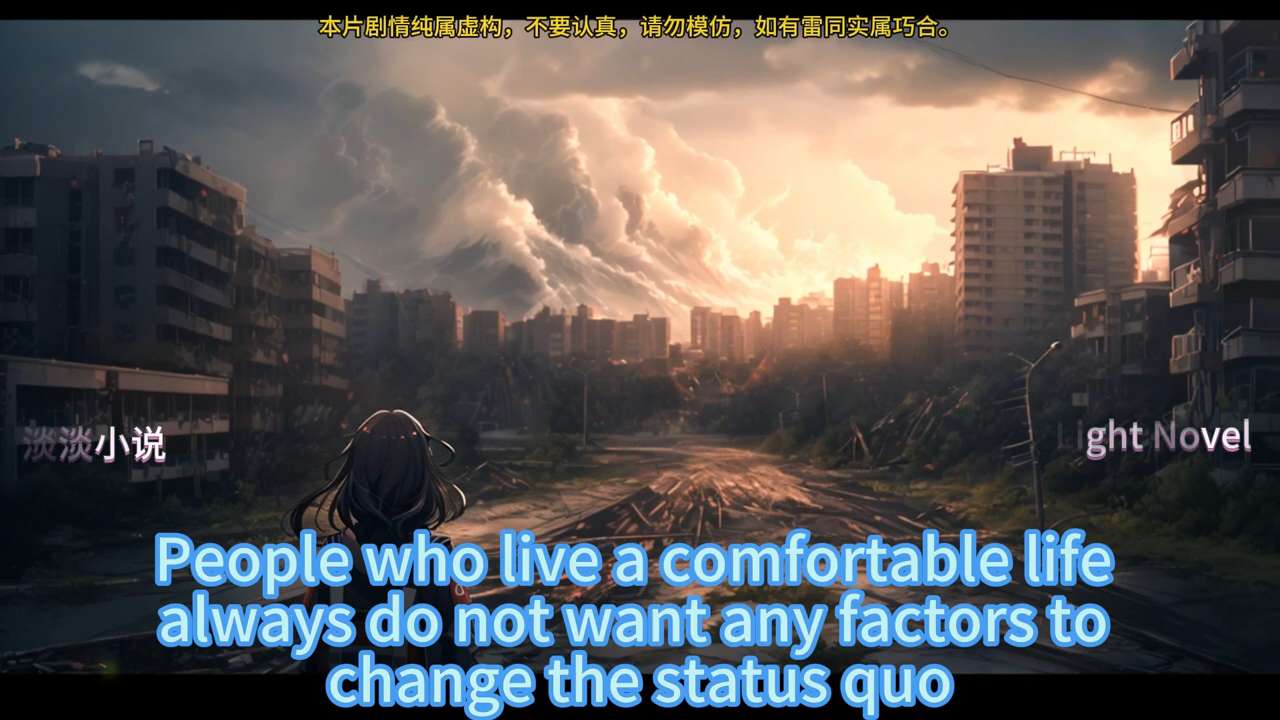 本片剧情纯属虚构，不要认真，请勿模仿，如有雷同实属巧合。
淡淡小说
Light Novel
People who live a comfortable life
always do not want any factors to
change the status quo